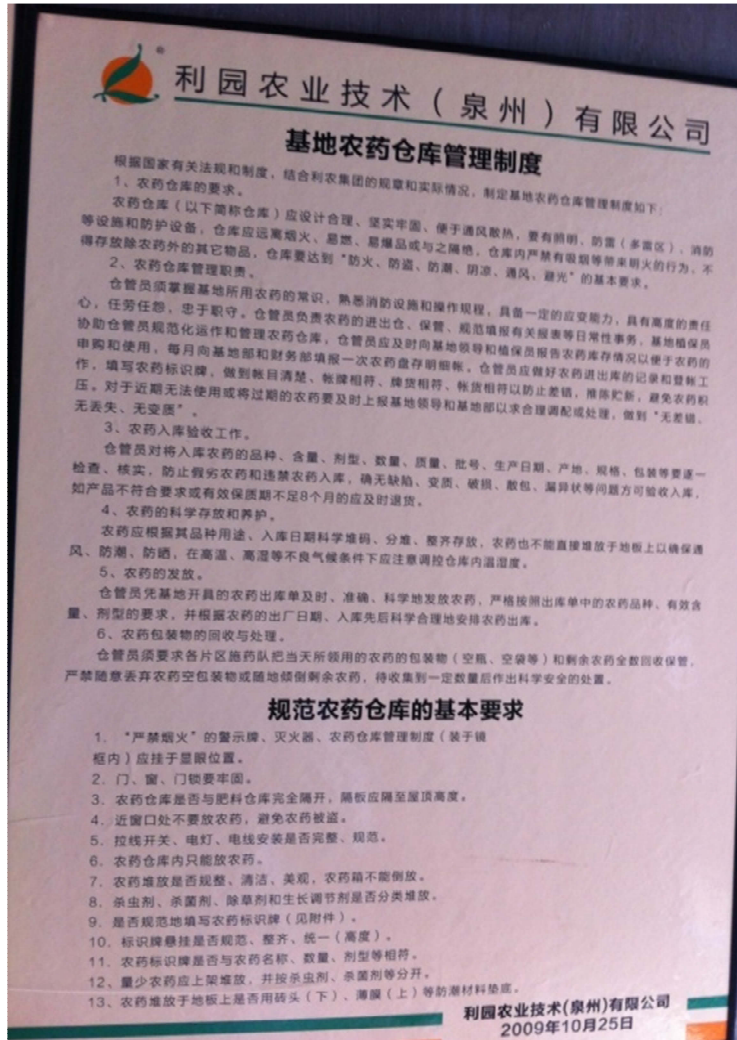 利园农业技术（泉州）有限公司
基地农药仓库管理制度
根据国家有关法规和制度，结合利农集团的规章和实际情况，制定基地农药仓库管理制度如下：
1、农药仓库的要求。
农药仓库（以下简称仓库）应设计合理、坚实牢固、便于通风散热，要有照明、防雷（多雷区）、消防
等设施和防护设备，仓库应远离烟火、易燃、易爆品或与之隔绝，仓库内严禁有吸烟等带来明火的行为，不
得存放除农药外的其它物品，仓库要达到“防火、防盗、防潮、阴凉、通风、避光”的基本要求。
2、农药仓库管理职责。
仓管员须掌握基地所用农药的常识，熟悉消防设施和操作规程，具备一定的应变能力，具有高度的责任
心，任劳任怨，忠于职守。仓管员负责农药的进出仓、保管、规范填报有关报表等日常性事务，基地植保员
协助仓管员规范化运作和管理农药仓库，仓管员应及时向基地领导和植保员报告农药库存情况以便于农药的
申购和使用，每月向基地部和财务部填报一次农药盘存明细帐。仓管员应做好农药进出库的记录和登帐工
作，填写农药标识牌，做到帐目清楚、帐牌相符、牌货相符、帐货相符以防止差错，推陈贮新，避免农药积
压。对于近期无法使用或将过期的农药要及时上报基地领导和基地部以求合理调配或处理，做到“无差错、
无丢失、无变质”。
3、农药入库验收工作。
仓管员对将入库农药的品种、含量、剂型、数量、质量、批号、生产日期、产地、规格、包装等要逐一
检查、核实，防止假劣农药和违禁农药入库，确无缺陷、变质、破损、散包、漏异状等问题方可验收入库，
如产品不符合要求或有效保质期不足8个月的应及时退货。
4、农药的科学存放和养护。
农药应根据其品种用途、入库日期科学堆码、分堆、整齐存放，农药也不能直接堆放于地板上以确保通
风、防潮、防晒，在高温、高湿等不良气候条件下应注意调控仓库内温湿度。
5、农药的发放。
仓管员凭基地开具的农药出库单及时、准确、科学地发放农药，严格按照出库单中的农药品种、有效含
量、剂型的要求，并根据农药的出厂日期、入库先后科学合理地安排农药出库。
6、农药包装物的回收与处理。
仓管员须要求各片区施药队把当天所领用的农药的包装物（空瓶、空袋等）和剩余农药全数回收保管，
严禁随意丢弃农药空包装物或随地倾倒剩余农药，待收集到一定数量后作出科学安全的处置。
规范农药仓库的基本要求
1．“严禁烟火”的警示牌、灭火器、农药仓库管理制度（装于镜
框内）应挂于显眼位置。
2．门、窗、门锁要牢固。
3．农药仓库是否与肥料仓库完全隔开，隔板应隔至屋顶高度。
4．近窗口处不要放农药，避免农药被盗。
5．拉线开关、电灯、电线安装是否完整、规范。
6．农药仓库内只能放农药。
7．农药堆放是否规整、清洁、美观，农药箱不能倒放。
8．杀虫剂、杀菌剂、除草剂和生长调节剂是否分类堆放。
9．是否规范地填写农药标识牌（见附件）。
10．标识牌悬挂是否规范、整齐、统一（高度）。
11．农药标识牌是否与农药名称、数量、剂型等相符。
12、量少农药应上架堆放，并按杀虫剂、杀菌剂等分开。
13、农药堆放于地板上是否用砖头（下）、薄膜（上）等防潮材料垫底。
利园农业技术(泉州)有限公司
2009年10月25日